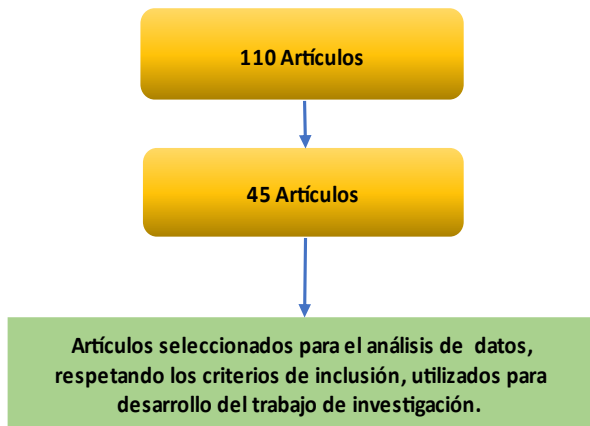 110 Artículos
45 Artículos
Artículos seleccionados para el análisis de datos,
respetando los criterios de inclusión, utilizados para
desarrollo del trabajo de investigación.